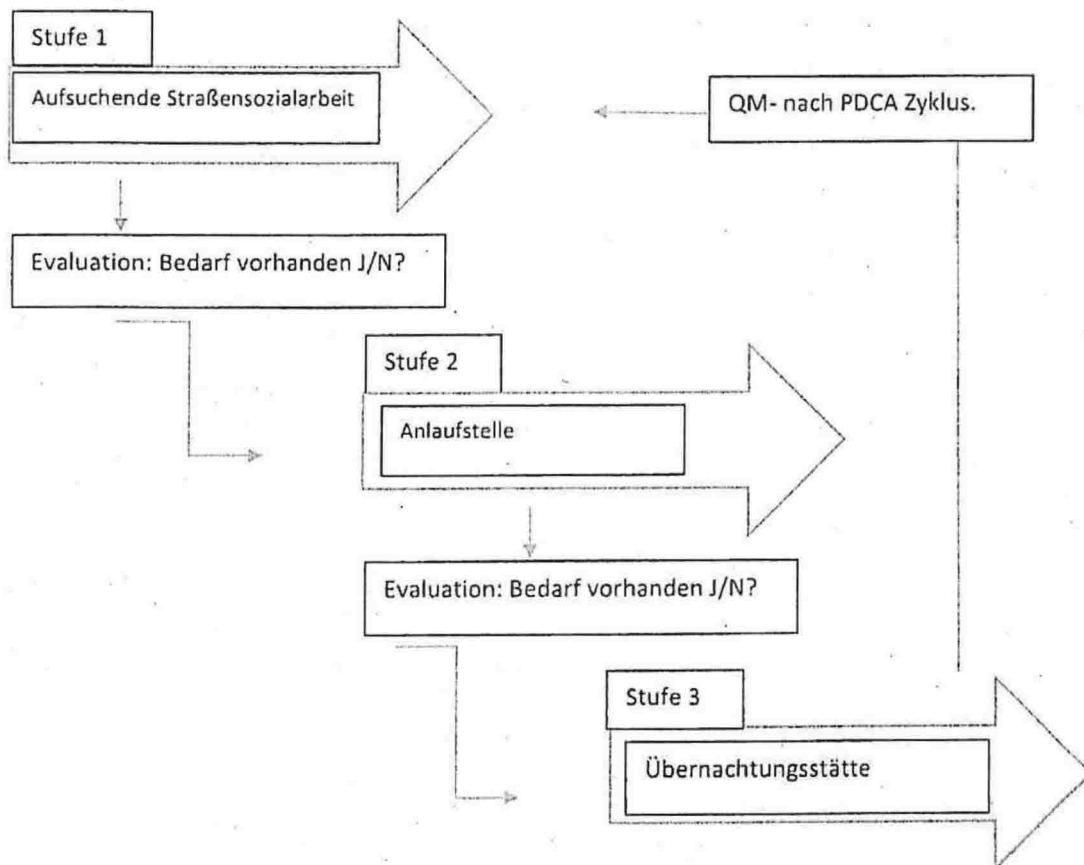 Stufe 1
Aufsuchende Straßensozialarbeit
QM- nach PDCA Zyklus.
Evaluation: Bedarf vorhanden J/N?
Stufe 2
Anlaufstelle
Evaluation: Bedarf vorhanden J/N?
Stufe 3
Übernachtungsstätte